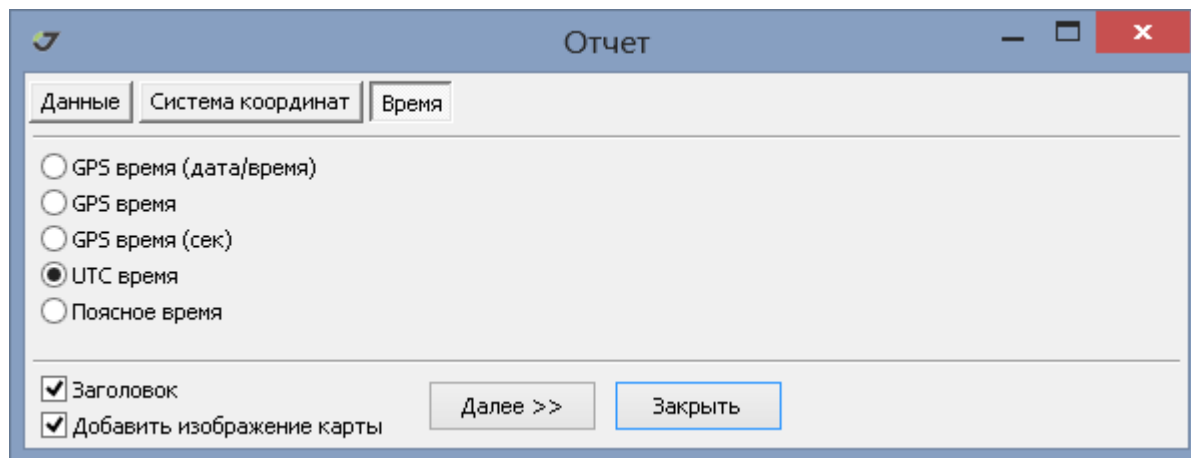 Отчет
Данные Система координат Время
GPS время (дата/время)
GPS время
GPS время (сек)
UTC время
Поясное время
Заголовок
Добавить изображение карты
Далее >> Закрыть